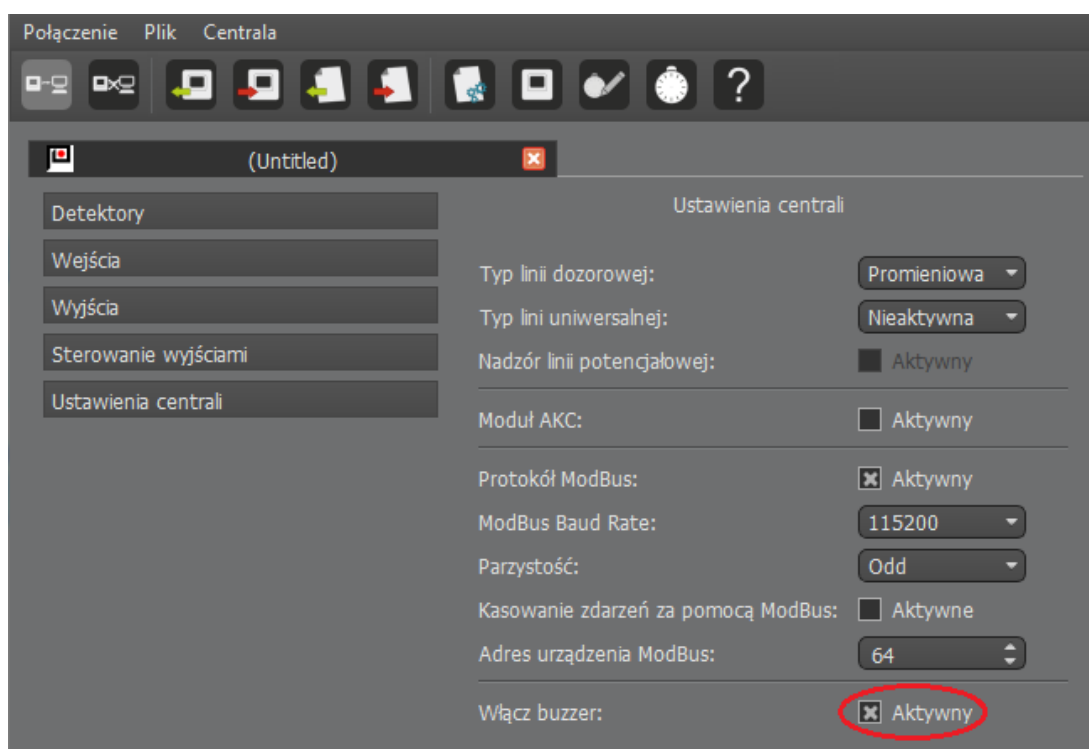 Połączenie Plik Centrala
?
(Untitled)
Detektory
Wejścia
Wyjścia
Sterowanie wyjściami
Ustawienia centrali
Ustawienia centrali
Typ linii dozorowej: Promieniowa
Typ lini uniwersalnej: Nieaktywna
Nadzór linii potencjałowej: Aktywny
Moduł AKC: Aktywny
Protokół ModBus: Aktywny
ModBus Baud Rate: 115200
Parzystość: Odd
Kasowanie zdarzeń za pomocą ModBus: Aktywne
Adres urządzenia ModBus: 64
Włącz buzzer: Aktywny